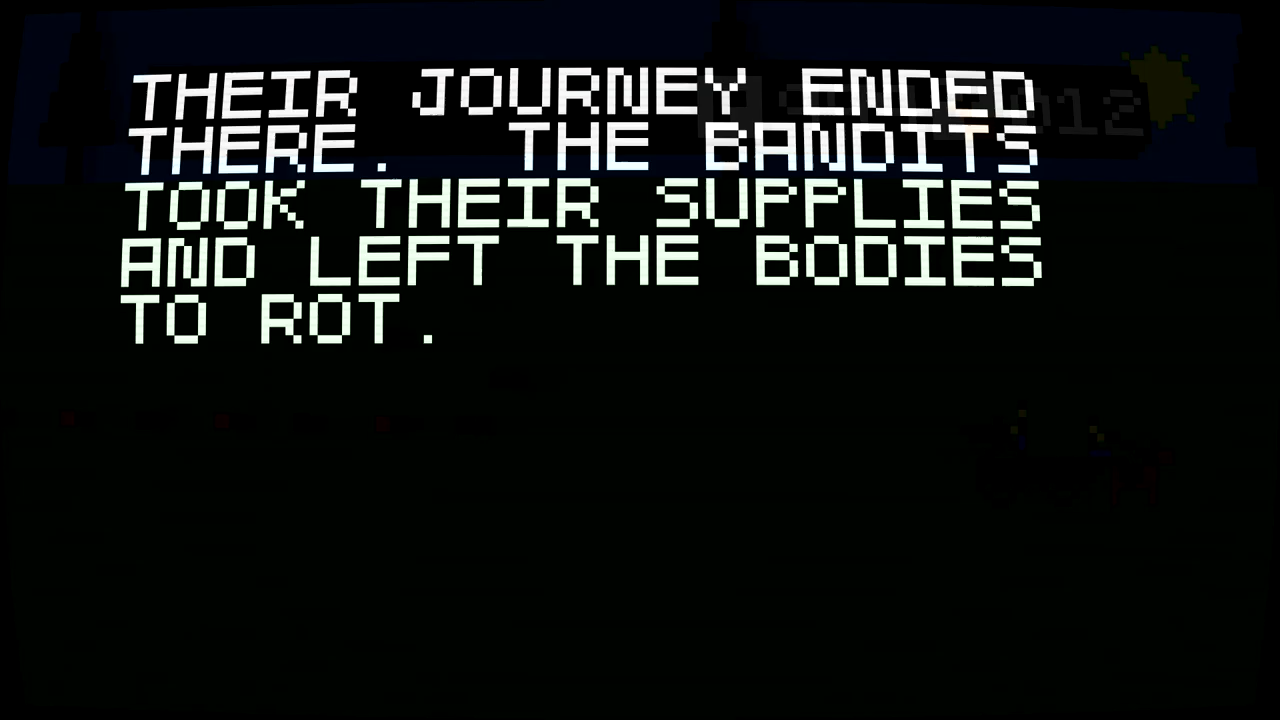 THEIR JOURNEY ENDED
THERE.  THE BANDITS
TOOK THEIR SUPPLIES
AND LEFT THE BODIES
TO ROT.